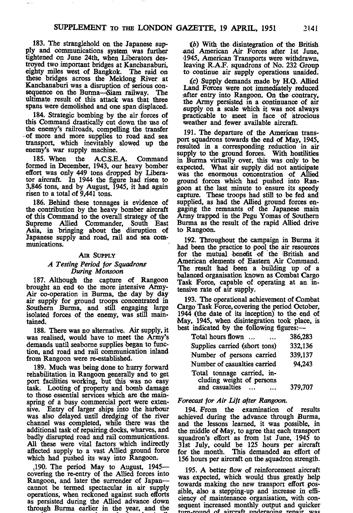 SUPPLEMENT TO THE LONDON GAZETTE, 19 APRIL, 1951 2141
183. The stranglehold on the Japanese sup-
ply and communications system was further
tightened on June 24th, when Liberators des-
troyed two important bridges at Kanchanaburi,
eighty miles west of Bangkok. The raid on
these bridges across the Meklong River at
Kanchanaburi was a disruption of serious con-
sequence on the Burma—Siam railway. The
ultimate result of this attack was that three
spans were demolished and one span displaced.
184. Strategic bombing by the air forces of
this Command drastically cut down the use of
the enemy's railroads, compelling the transfer
of more and more supplies to road and sea
transport, which inevitably slowed up the
enemy's war supply machine.
185. When the A.C.S.E.A. Command
formed in December, 1943, our heavy bomber
effort was only 449 tons dropped by Libera-
tor aircraft. In 1944 the figure had risen to
3,846 tons, and by August, 1945, it had again
risen to a total of 9,441 tons.
186. Behind these tonnages is evidence of
the contribution by the heavy bomber aircraft
of this Command to the overall strategy of the
Supreme Allied Commander, South East
Asia, in bringing about the disruption of
Japanese supply and road, rail and sea com-
munications.
AIR SUPPLY
A Testing Period for Squadrons
During Monsoon
187. Although the capture of Rangoon
brought an end to the more intensive Army-
Air co-operation in Burma, the day by day
air supply for ground troops concentrated in
Southern Burma, and still engaging large
isolated forces of the enemy, was still main-
tained.
188. There was no alternative. Air supply, it
was realised, would have to meet the Army's
demands until seaborne supplies began to func-
tion, and road and rail communication inland
from Rangoon were re-established.
189. Much was being done to hurry forward
rehabilitation in Rangoon generally and to get
port facilities working, but this was no easy
task. Looting of property and bomb damage
to those essential services which are the main-
spring of a busy commercial port were exten-
sive. Entry of larger ships into the harbour
was also delayed until dredging of the river
channel was completed, while there was the
additional task of repairing docks, wharves, and
badly disrupted road and rail communications.
All these were vital factors which indirectly
affected supply to a vast Allied ground force
which had pushed its way into Rangoon.
190. The period May to August, 1945—
covering the re-entry of the Allied forces into
Rangoon, and later the surrender of Japan—
cannot be termed spectacular in air supply
operations, when reckoned against such efforts
as persisted during the Allied advance down
through Burma earlier in the year, and the
(b) With the disintegration of the British
and American Air Forces after 1st June,
1945, American Transports were withdrawn,
leaving R.A.F. squadrons of No. 232 Group
to continue air supply operations unaided.
(c) Supply demands made by H.Q. Allied
Land Forces were not immediately reduced
after entry into Rangoon. On the contrary,
the Army persisted in a continuance of air
supply on a scale which it was not always
practicable to meet in face of atrocious
weather and fewer available aircraft.
191. The departure of the American trans-
port squadrons towards the end of May, 1945,
resulted in a corresponding reduction in air
supply to the ground forces. With hostilities
in Burma virtually over, this was only to be
expected. What air supply did not anticipate
was the enormous concentration of Allied
ground forces which had pushed into Ran-
goon at the last minute to ensure its speedy
capture. These troops had still to be fed and
supplied, as had the Allied ground forces en-
gaging the remnants of the Japanese main
Army trapped in the Pegu Yomas of Southern
Burma as the result of the rapid Allied drive
to Rangoon.
192. Throughout the campaign in Burma it
had been the practice to pool the air resources
for the mutual benefit of the British and
American elements of Eastern Air Command.
The result had been a building up of a
balanced organisation known as Combat Cargo
Task Force, capable of operating at an in-
tensive rate of air supply.
193. The operational achievement of Combat
Cargo Task Force, covering the period October,
1944 (the date of its inception) to the end of
May, 1945, when disintegration took place, is
best indicated by the following figures:—
Total hours flown ... ... 386,283
Supplies carried (short tons) 332,136
Number of persons carried 339,137
Number of casualties carried 94,243
Total tonnage carried, in-
cluding weight of persons
and casualties ... ... 379,707
Forecast for Air Lift after Rangoon.
194. From the examination of results
achieved during the advance through Burma,
and the lessons learned, it was possible, in
the middle of May, to agree that each transport
squadron's effort as from 1st June, 1945 to
31st July, could be 125 hours per aircraft
for the month. This demanded an effort of
156 hours per aircraft on the squadron strength.
195. A better flow of reinforcement aircraft
was expected, which would thus greatly help
towards making the new transport effort pos-
sible, also a stepping-up and increase in effi-
ciency of maintenance organisation, with con-
sequent increased monthly output and quicker
turn-round of aircraft undergoing repair, was